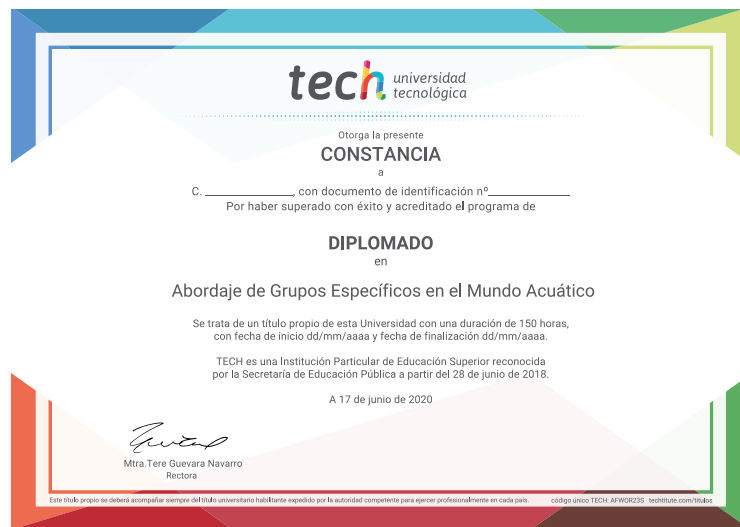 tech universidad
tecnológica
Otorga la presente
CONSTANCIA
a
C. ________________, con documento de identificación nº______________
Por haber superado con éxito y acreditado el programa de
DIPLOMADO
en
Abordaje de Grupos Específicos en el Mundo Acuático
Se trata de un título propio de esta Universidad con una duración de 150 horas,
con fecha de inicio dd/mm/aaaa y fecha de finalización dd/mm/aaaa.
TECH es una Institución Particular de Educación Superior reconocida
por la Secretaría de Educación Pública a partir del 28 de junio de 2018.
A 17 de junio de 2020
Mtra.Tere Guevara Navarro
Rectora
Este título propio se deberá acompañar siempre del título universitario habilitante expedido por la autoridad competente para ejercer profesionalmente en cada país. código único TECH: AFWOR23S techtitute.com/titulos